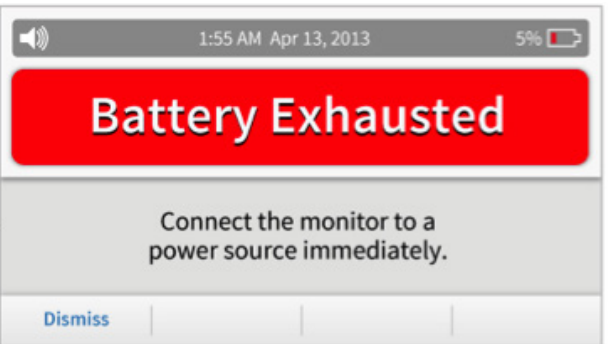 1:55 AM Apr 13, 2013 5%
Battery Exhausted
Connect the monitor to a
power source immediately.
Dismiss